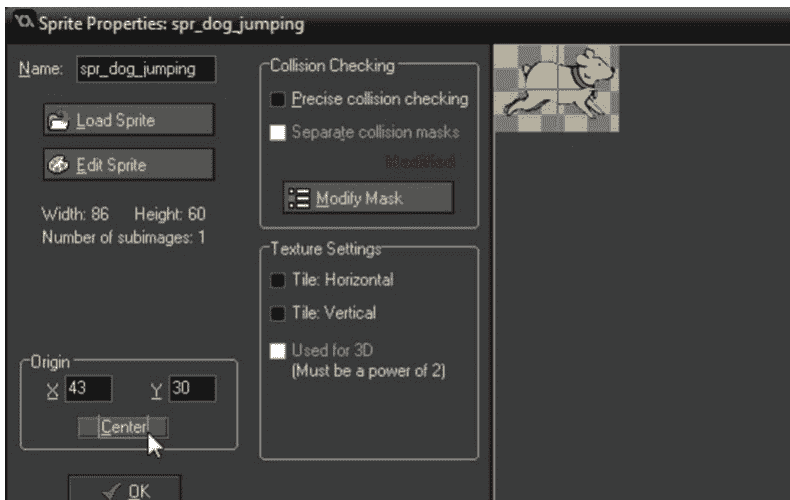 Sprite Properties: spr_dog_jumping
Name: spr_dog_jumping
Load Sprite
Edit Sprite
Width: 86 Height: 60
Number of subimages: 1
Origin
X 43 Y 30
Center
OK
Collision Checking
Precise collision checking
Separate collision masks
Modified
Modify Mask
Texture Settings
Tile: Horizontal
Tile: Vertical
Used for 3D
(Must be a power of 2)